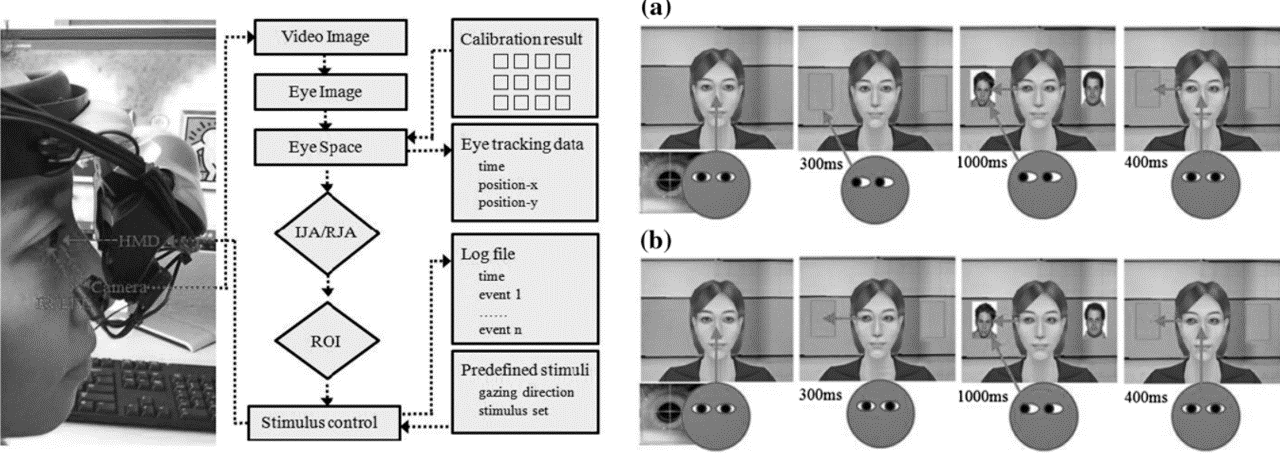 HMD
Camera
Video Image
Eye Image
Eye Space
IJA/RJA
ROI
Stimulus control
Calibration result
Eye tracking data
time
position-x
position-y
Log file
time
event 1
......
event n
Predefined stimuli
gazing direction
stimulus set
(a)
300ms
1000ms
400ms
(b)
300ms
1000ms
400ms